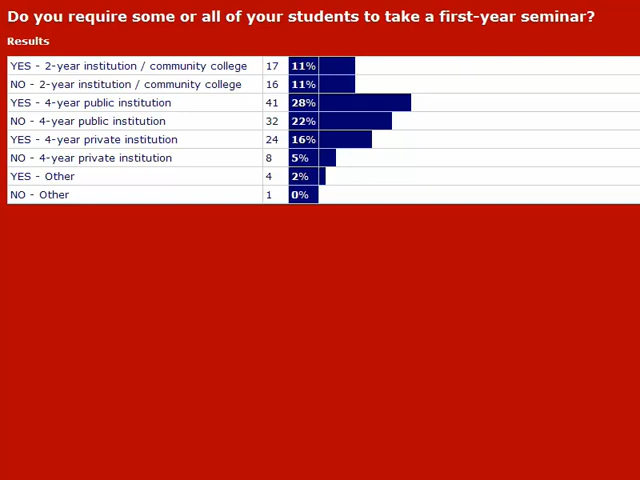 Do you require some or all of your students to take a first-year seminar?
Results
YES - 2-year institution / community college 17 11%
NO - 2-year institution / community college 16 11%
YES - 4-year public institution 41 28%
NO - 4-year public institution 32 22%
YES - 4-year private institution 24 16%
NO - 4-year private institution 8 5%
YES - Other 4 2%
NO - Other 1 0%